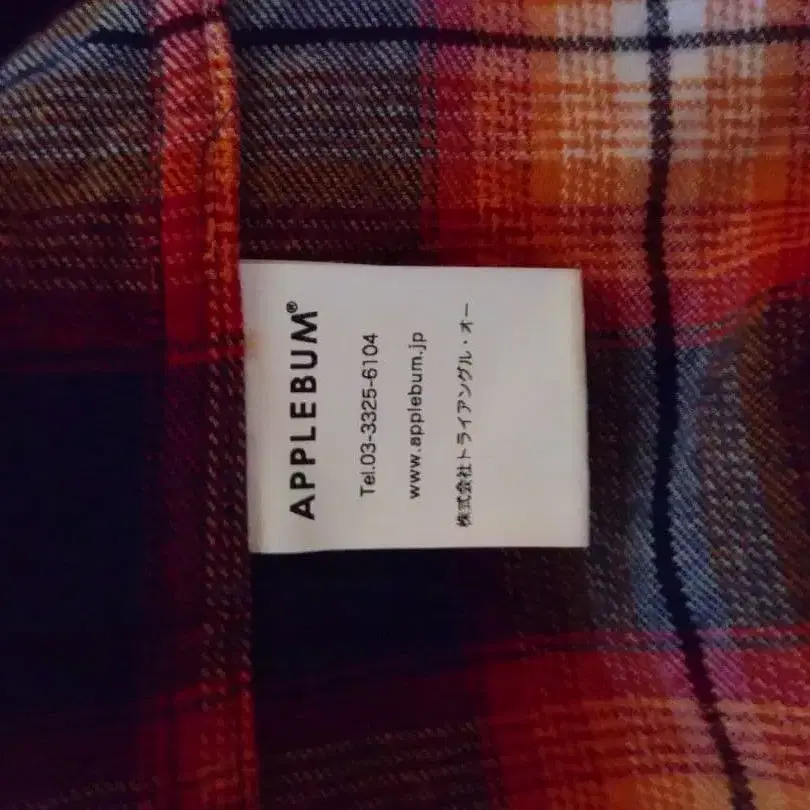 APPLEBUM®
Tel.03-3325-6104
www.applebum.jp
株式会社トライアングル・オー